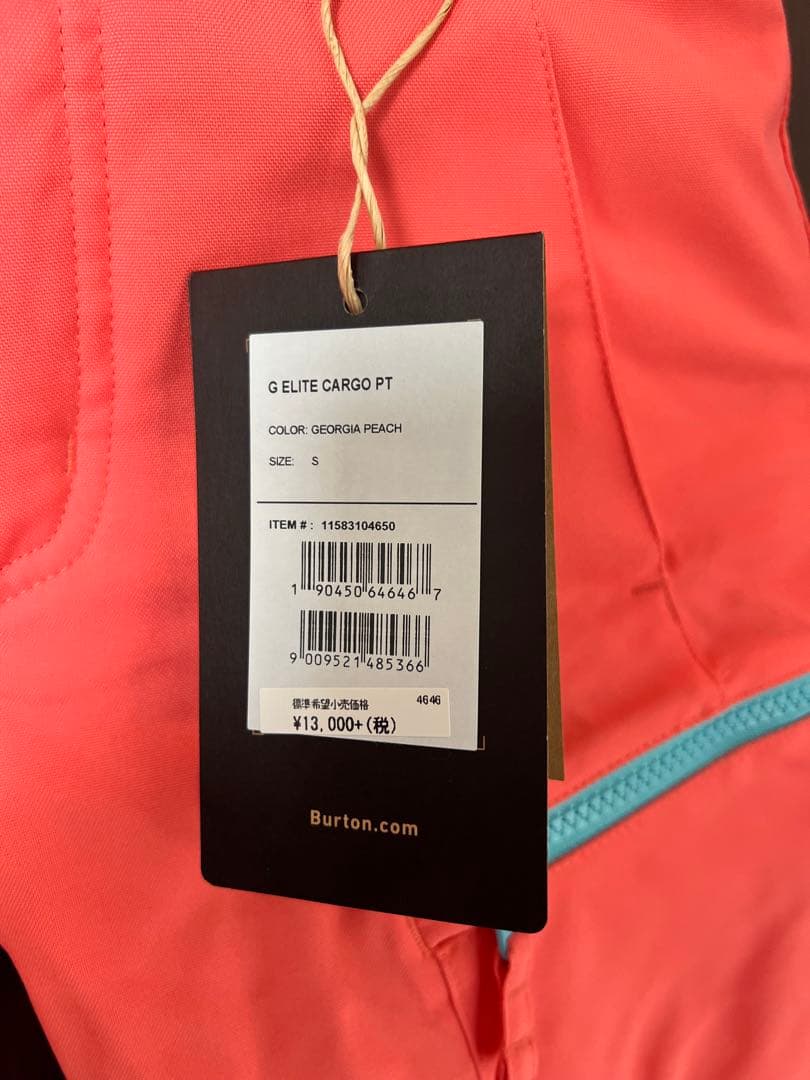 G ELITE CARGO PT
COLOR: GEORGIA PEACH
SIZE: S
ITEM # : 11583104650
1 90450 64646 7
9 009521 485366
標準希望小売価格 4646
¥13,000+(税)
Burton.com